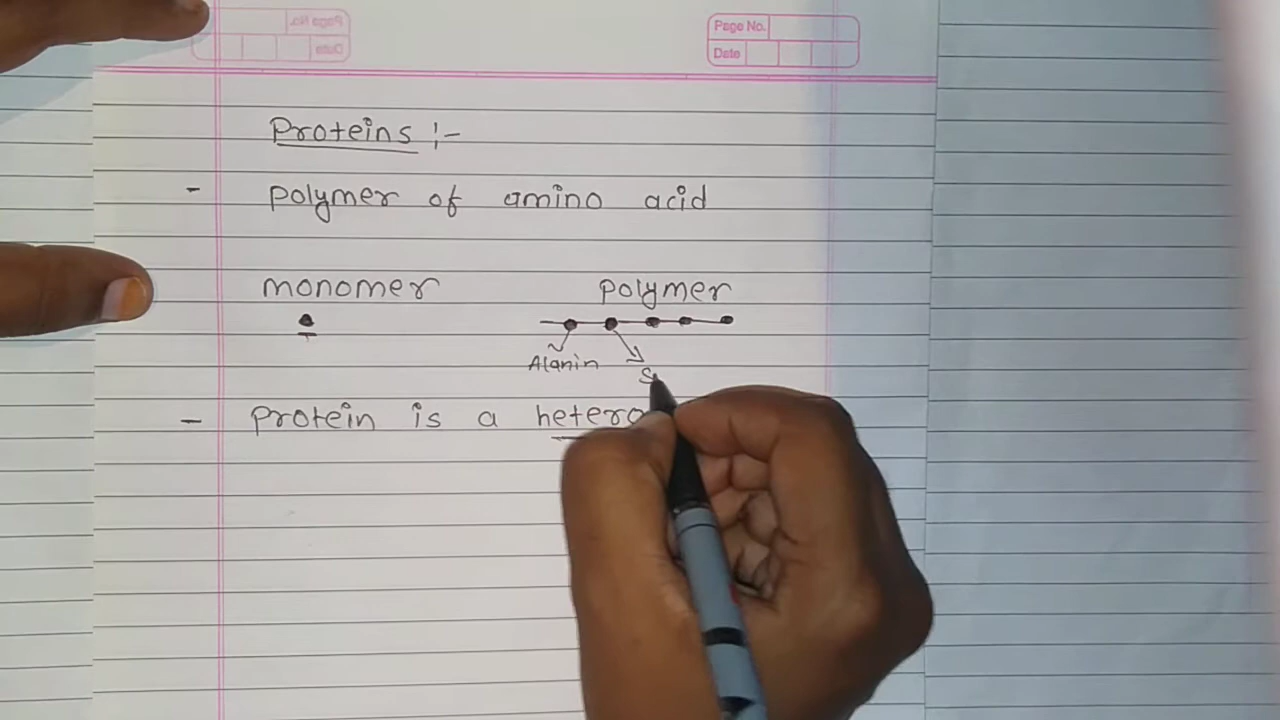 Page No.
Date
Proteins :-
- Polymer of amino acid
monomer polymer
Alanin S
- Protein is a hetero